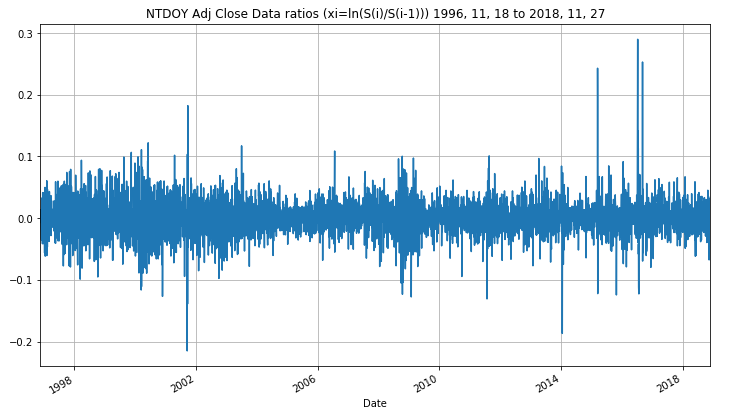 NTDOY Adj Close Data ratios (xi=ln(S(i)/S(i-1))) 1996, 11, 18 to 2018, 11, 27
0.3
0.2
0.1
0.0
−0.1
−0.2
1998 2002 2006 2010 2014 2018
Date